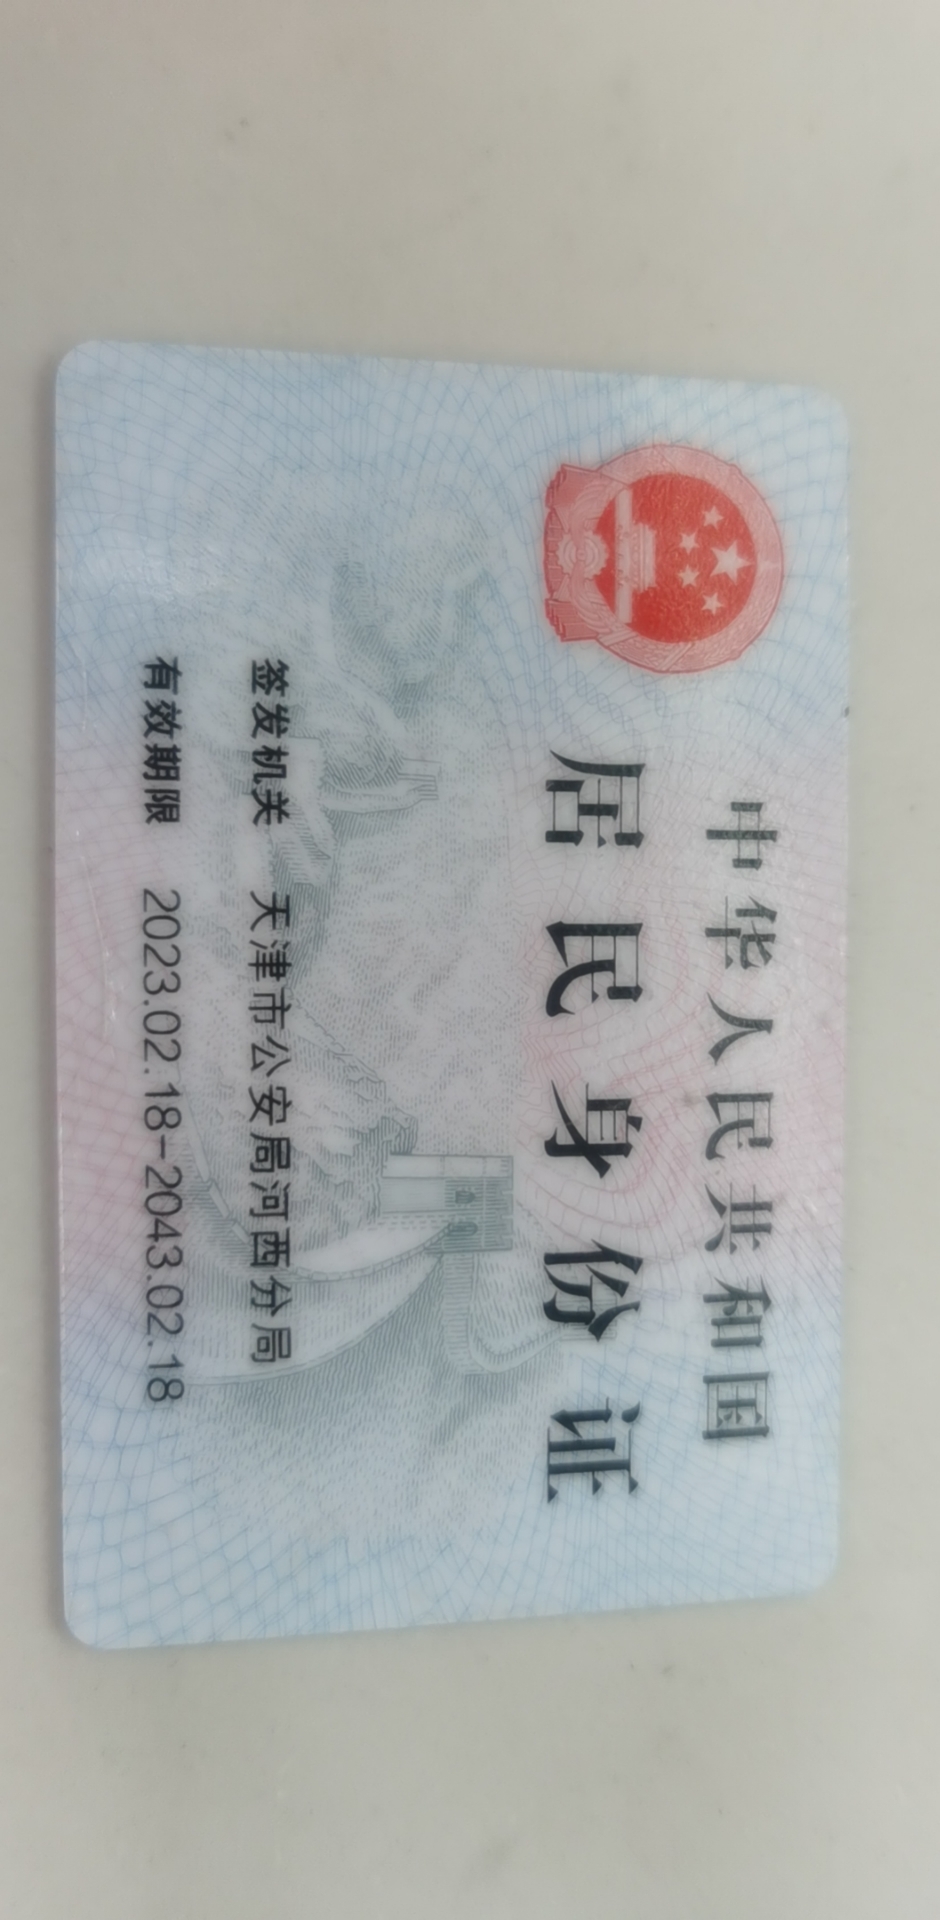 中华人民共和国
居民身份证
签发机关 天津市公安局河西分局
有效期限 2023.02.18-2043.02.18